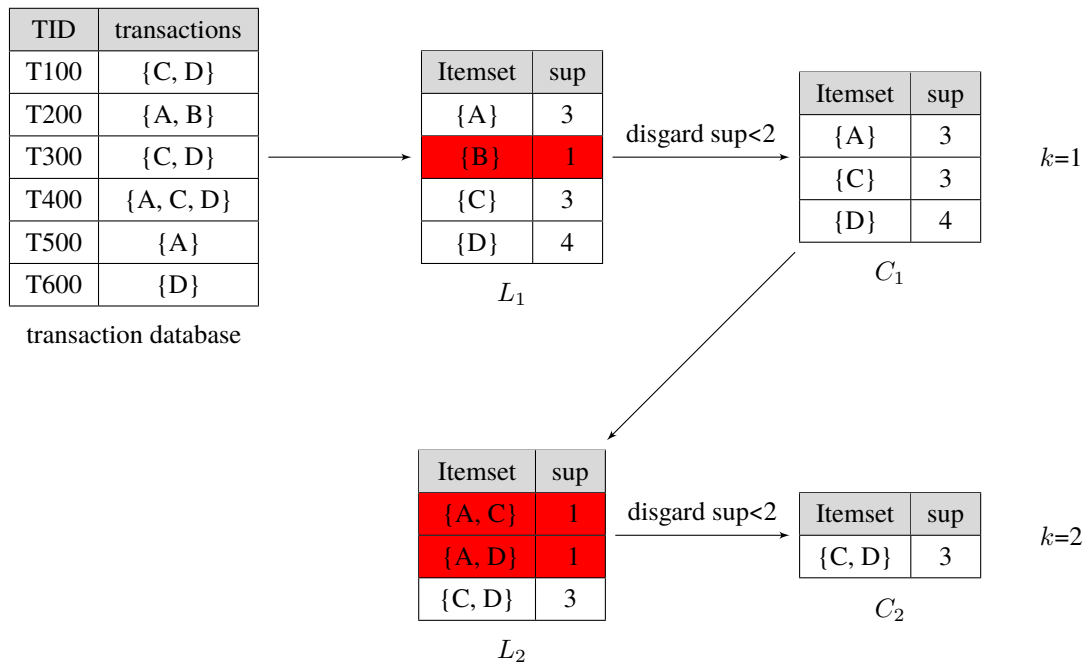 TID transactions
T100 {C, D}
T200 {A, B}
T300 {C, D}
T400 {A, C, D}
T500 {A}
T600 {D}
transaction database
Itemset sup
{A} 3
{B} 1
{C} 3
{D} 4
L1
disgard sup<2
Itemset sup
{A} 3
{C} 3
{D} 4
C1
k=1
Itemset sup
{A, C} 1
{A, D} 1
{C, D} 3
L2
disgard sup<2
Itemset sup
{C, D} 3
C2
k=2